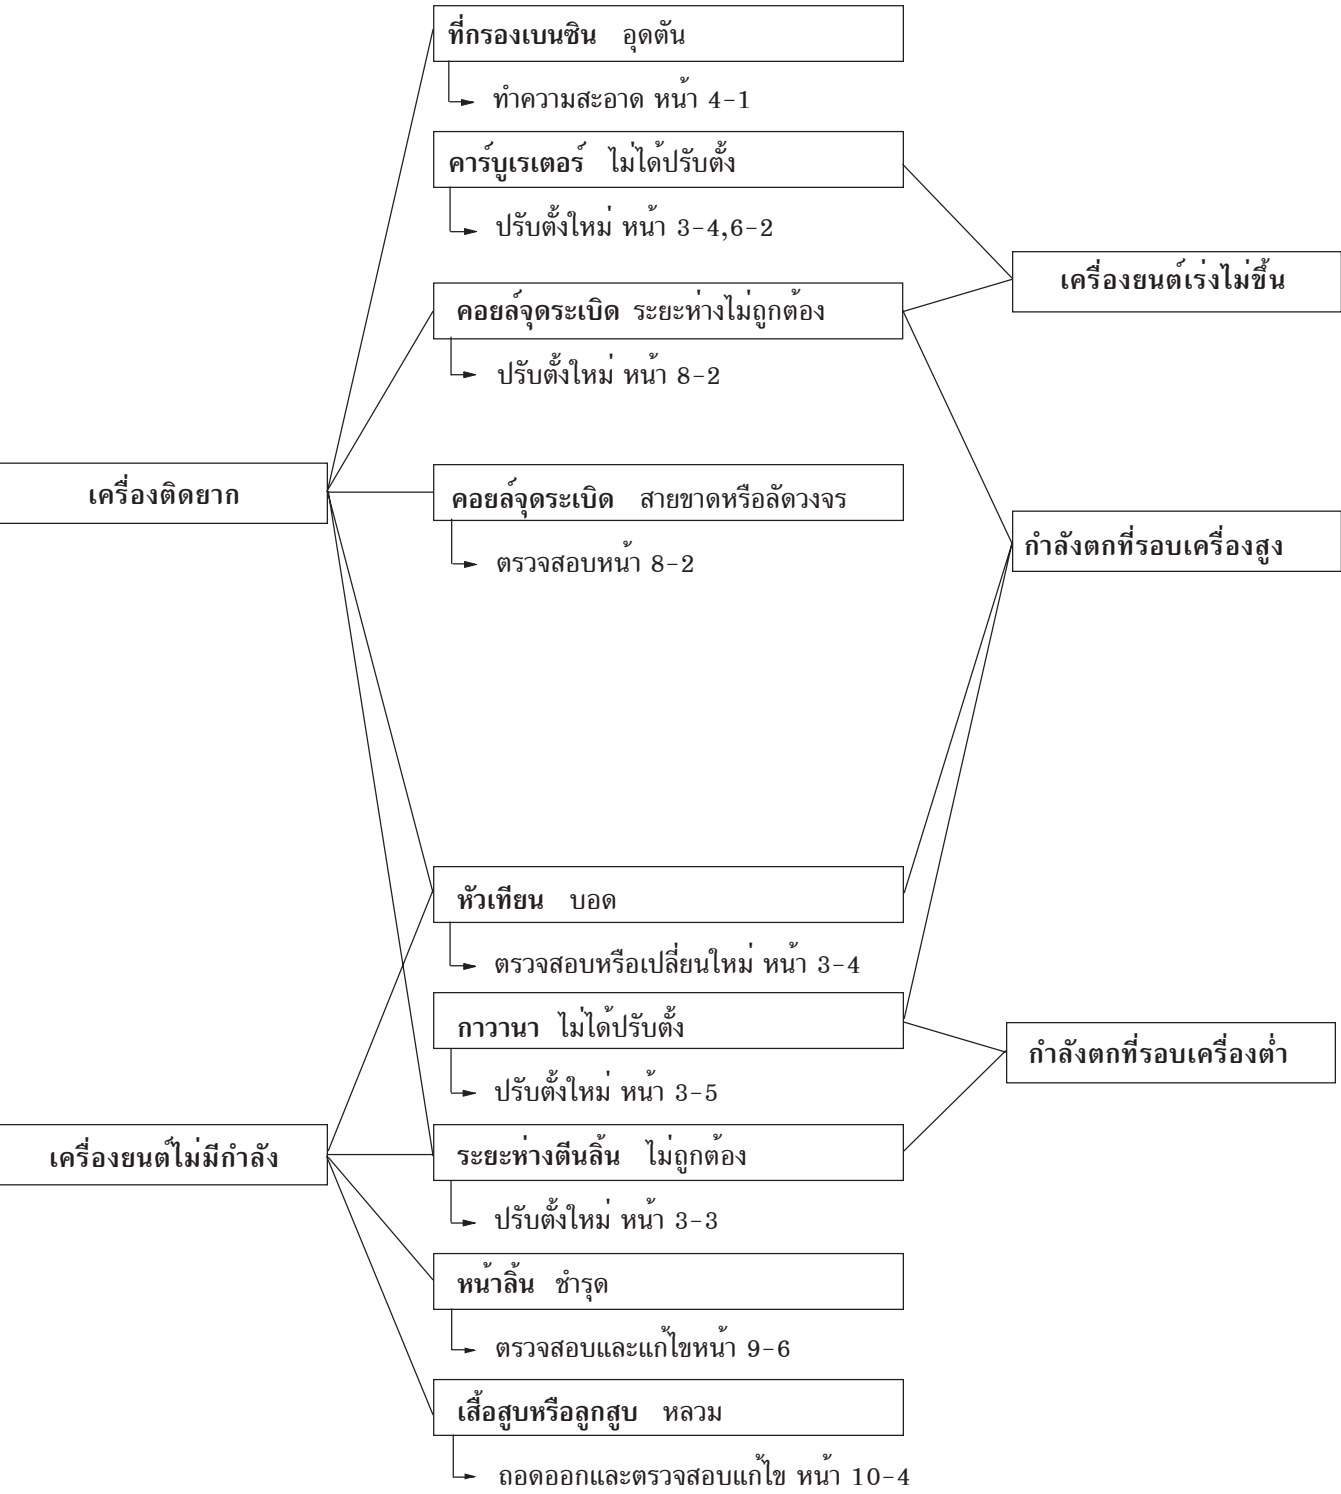 ที่กรองเบนซิน อุดตัน
ทำความสะอาด หน้า 4-1
คาร์บูเรเตอร์ ไม่ได้ปรับตั้ง
ปรับตั้งใหม่ หน้า 3-4,6-2
เครื่องยนต์เร่งไม่ขึ้น
คอยล์จุดระเบิด ระยะห่างไม่ถูกต้อง
ปรับตั้งใหม่ หน้า 8-2
เครื่องติดยาก
คอยล์จุดระเบิด สายขาดหรือลัดวงจร
ตรวจสอบหน้า 8-2
กำลังตกที่รอบเครื่องสูง
หัวเทียน บอด
ตรวจสอบหรือเปลี่ยนใหม่ หน้า 3-4
กาวานา ไม่ได้ปรับตั้ง
ปรับตั้งใหม่ หน้า 3-5
กำลังตกที่รอบเครื่องต่ำ
เครื่องยนต์ไม่มีกำลัง
ระยะห่างตีนลิ้น ไม่ถูกต้อง
ปรับตั้งใหม่ หน้า 3-3
หน้าลิ้น ชำรุด
ตรวจสอบและแก้ไขหน้า 9-6
เสื้อสูบหรือลูกสูบ หลวม
ถอดออกและตรวจสอบแก้ไข หน้า 10-4